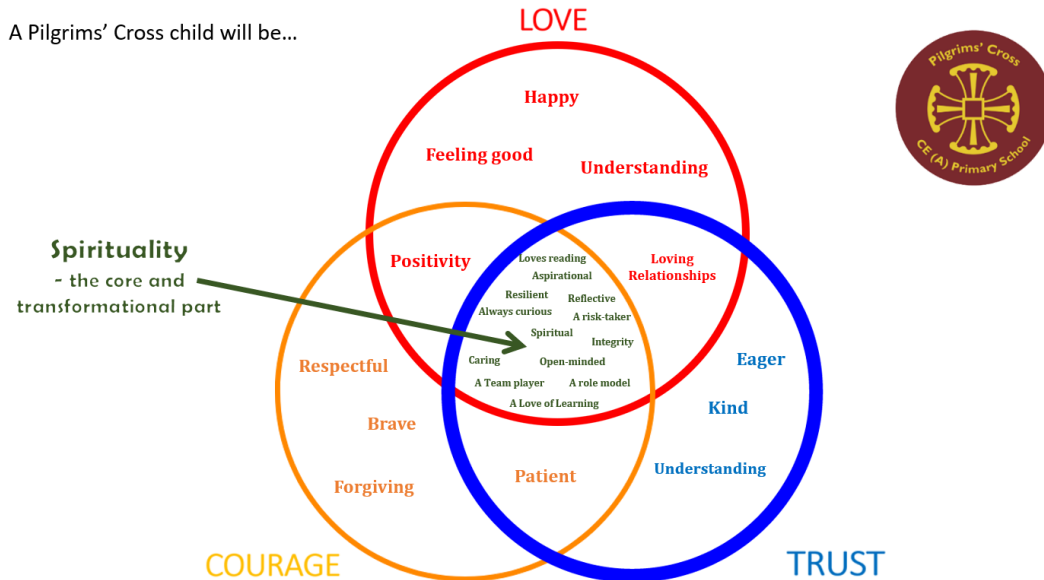 LOVE
A Pilgrims’ Cross child will be...
Pilgrims’ Cross
CE (A) Primary School
Happy
Feeling good
Understanding
Spirituality
- the core and
transformational part
Positivity
Loving
Relationships
Loves reading
Aspirational
Resilient
Reflective
Always curious
A risk-taker
Spiritual
Integrity
Caring
Open-minded
A Team player
A role model
A Love of Learning
Respectful
Brave
Forgiving
Patient
Eager
Kind
Understanding
COURAGE
TRUST